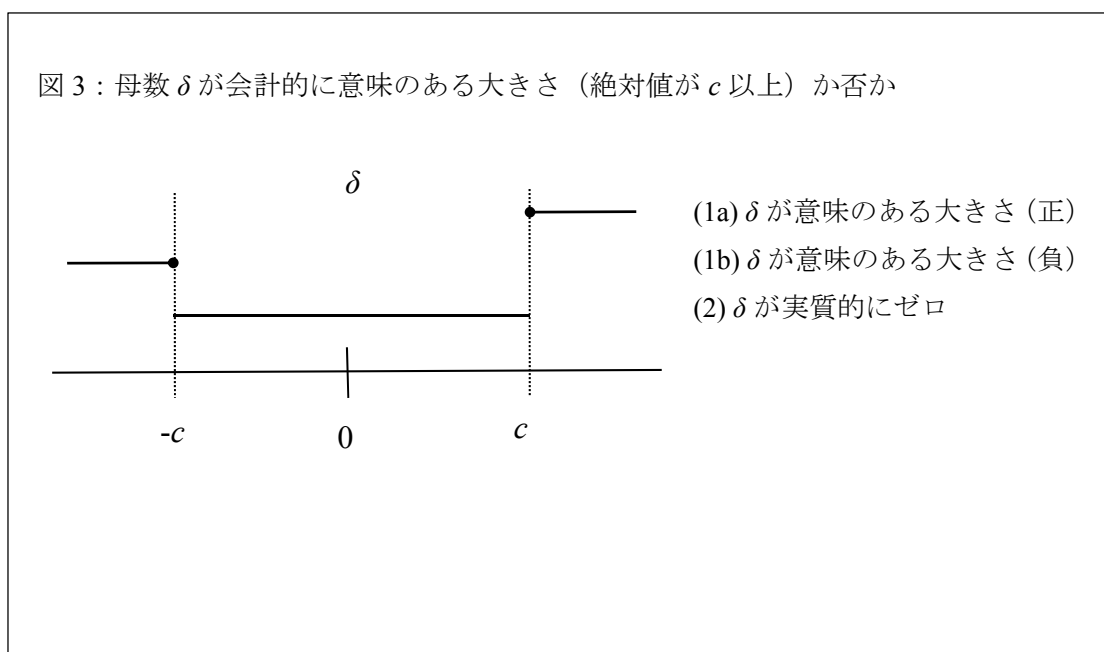 図 3：母数 δ が会計的に意味のある大きさ（絶対値が c 以上）か否か
δ
(1a) δ が意味のある大きさ（正）
(1b) δ が意味のある大きさ（負）
(2) δ が実質的にゼロ
-c
0
c